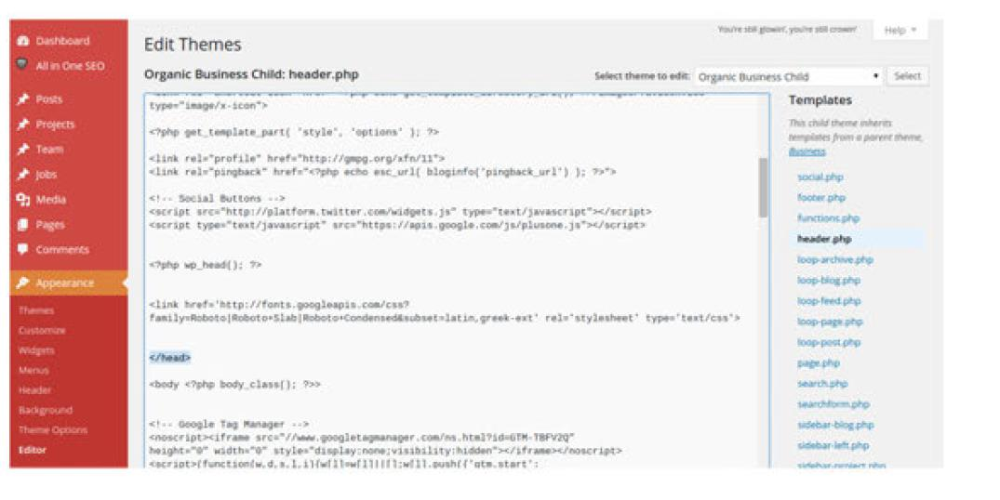 Dashboard
All in One SEO
Posts
Projects
Team
Jobs
Media
Pages
Comments
Appearance
Themes
Customize
Widgets
Menus
Header
Background
Theme Options
Editor
You're still glowin', you're still crowin'
Help
Edit Themes
Organic Business Child: header.php
Select theme to edit: Organic Business Child Select
type="image/x-icon">
<?php get_template_part( 'style', 'options' ); ?>
<link rel="profile" href="http://gmpg.org/xfn/11">
<link rel="pingback" href="<?php echo esc_url( bloginfo('pingback_url') ); ?>">
<!-- Social Buttons -->
<script src="http://platform.twitter.com/widgets.js" type="text/javascript"></script>
<script type="text/javascript" src="https://apis.google.com/js/plusone.js"></script>
<?php wp_head(); ?>
<link href='http://fonts.googleapis.com/css?
family=Roboto|Roboto+Slab|Roboto+Condensed&subset=latin,greek-ext' rel='stylesheet' type='text/css'>
</head>
<body <?php body_class(); ?>>
<!-- Google Tag Manager -->
<noscript><iframe src="//www.googletagmanager.com/ns.html?id=GTM-TBFV2Q"
height="0" width="0" style="display:none;visibility:hidden"></iframe></noscript>
<script>(function(w,d,s,l,i){w[l]=w[l]||[];w[l].push({'gtm.start':
Templates
This child theme inherits
templates from a parent theme,
Business.
social.php
footer.php
functions.php
header.php
loop-archive.php
loop-blog.php
loop-feed.php
loop-page.php
loop-post.php
page.php
search.php
searchform.php
sidebar-blog.php
sidebar-left.php
sidebar-project.php